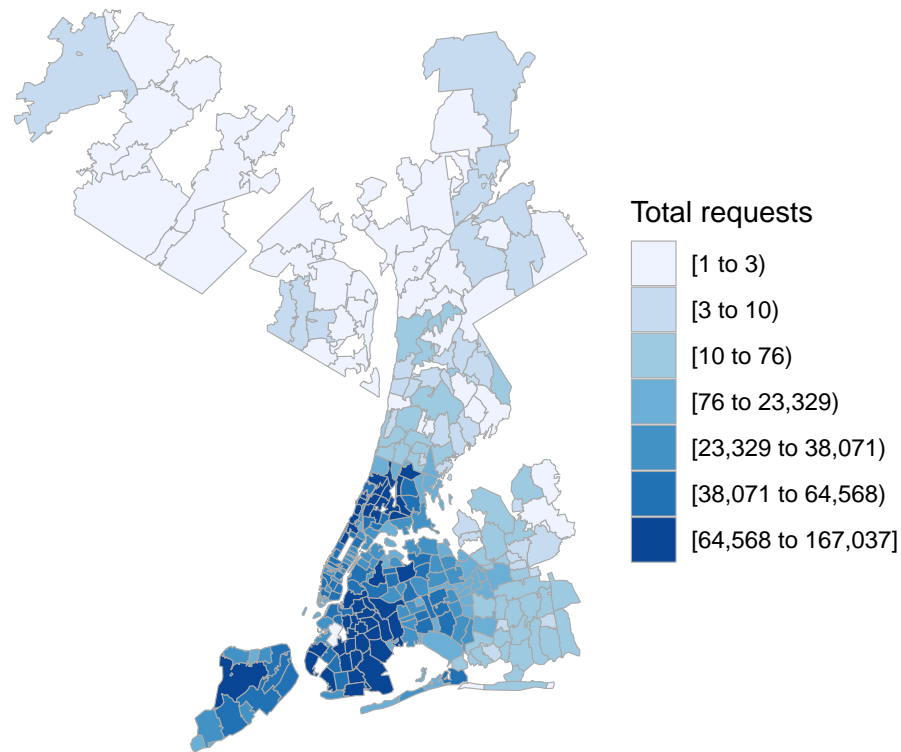 Total requests
[1 to 3)
[3 to 10)
[10 to 76)
[76 to 23,329)
[23,329 to 38,071)
[38,071 to 64,568)
[64,568 to 167,037]